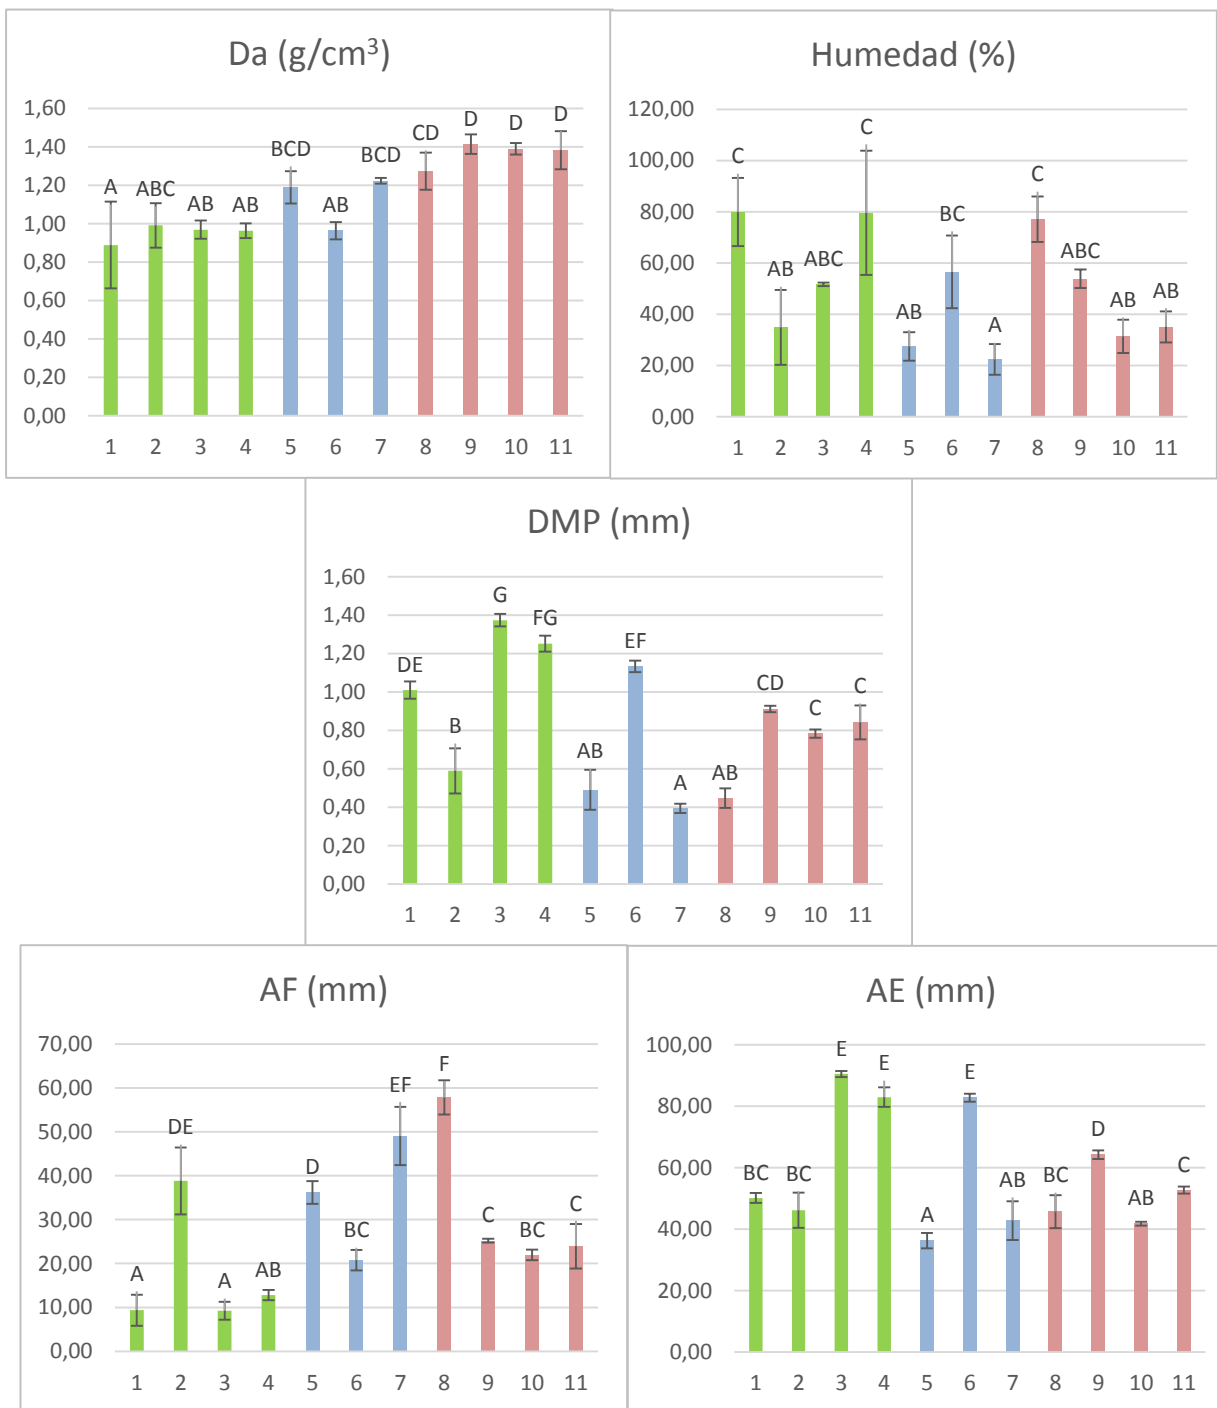 Da (g/cm³)
1,60
1,40
1,20
1,00
0,80
0,60
0,40
0,20
0,00
A
ABC
AB
AB
BCD
AB
BCD
CD
D
D
D
1 2 3 4 5 6 7 8 9 10 11
Humedad (%)
120,00
100,00
80,00
60,00
40,00
20,00
0,00
C
AB
ABC
C
AB
BC
A
C
ABC
AB
AB
1 2 3 4 5 6 7 8 9 10 11
DMP (mm)
1,60
1,40
1,20
1,00
0,80
0,60
0,40
0,20
0,00
DE
B
G
FG
AB
EF
A
AB
CD
C
C
1 2 3 4 5 6 7 8 9 10 11
AF (mm)
70,00
60,00
50,00
40,00
30,00
20,00
10,00
0,00
A
DE
A
AB
D
BC
EF
F
C
BC
C
1 2 3 4 5 6 7 8 9 10 11
AE (mm)
100,00
80,00
60,00
40,00
20,00
0,00
BC
BC
E
E
A
E
AB
BC
D
AB
C
1 2 3 4 5 6 7 8 9 10 11